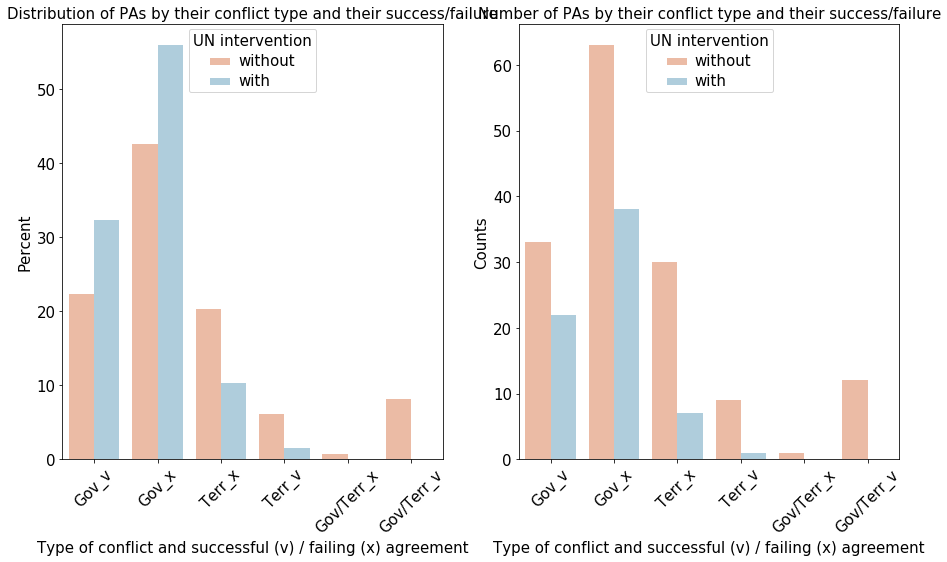 Distribution of PAs by their conflict type and their success/failure
UN intervention
without
with
Percent
50
40
30
20
10
0
Gov_v
Gov_x
Terr_x
Terr_v
Gov/Terr_x
Gov/Terr_v
Type of conflict and successful (v) / failing (x) agreement
Number of PAs by their conflict type and their success/failure
UN intervention
without
with
Counts
60
50
40
30
20
10
0
Gov_v
Gov_x
Terr_x
Terr_v
Gov/Terr_x
Gov/Terr_v
Type of conflict and successful (v) / failing (x) agreement